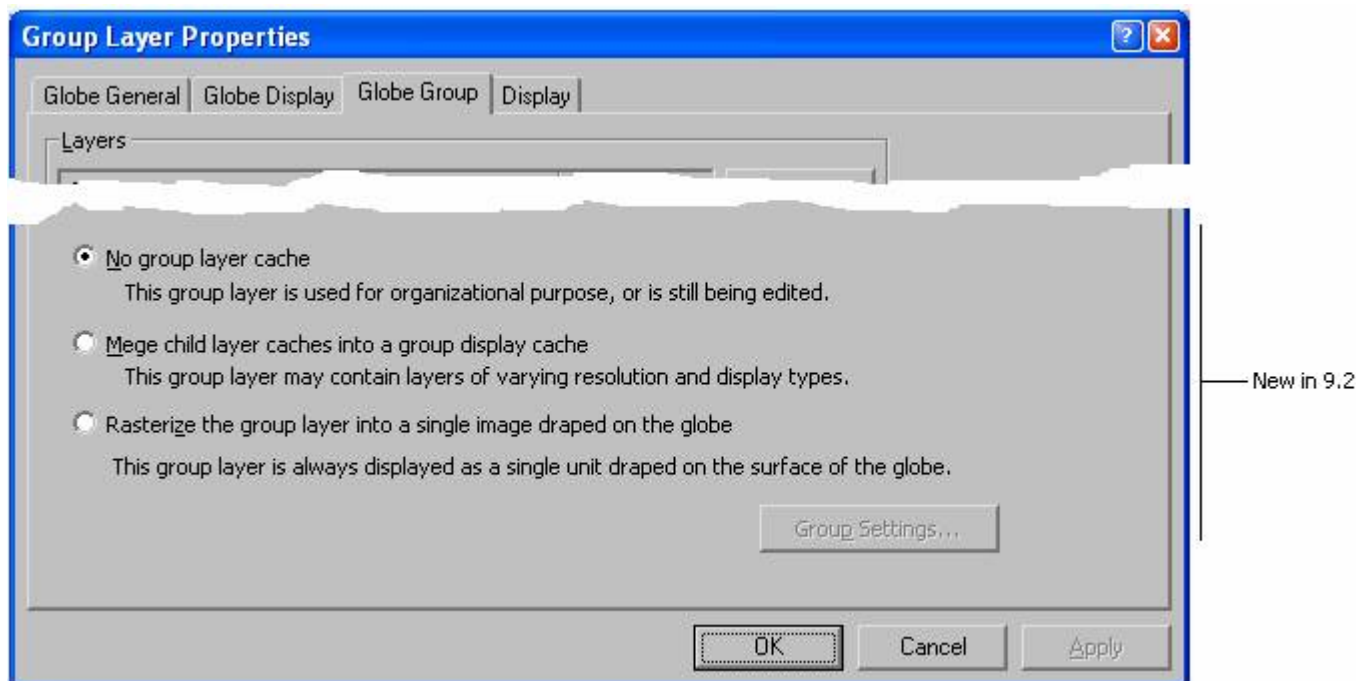 Group Layer Properties
Globe General
Globe Display
Globe Group
Display
Layers
No group layer cache
This group layer is used for organizational purpose, or is still being edited.
Mege child layer caches into a group display cache
This group layer may contain layers of varying resolution and display types.
New in 9.2
Rasterize the group layer into a single image draped on the globe
This group layer is always displayed as a single unit draped on the surface of the globe.
Group Settings...
OK
Cancel
Apply